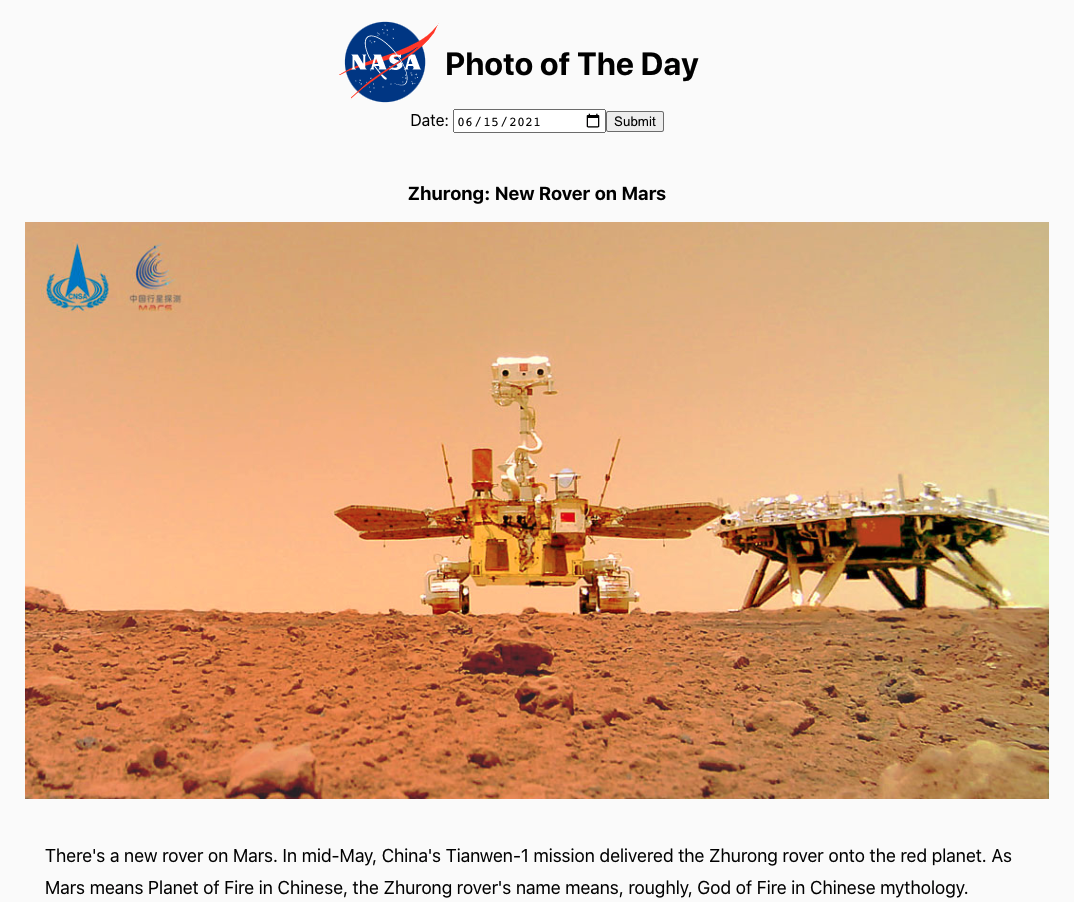 NASA
Photo of The Day
Date: 06/15/2021 Submit
Zhurong: New Rover on Mars
CNSA
中国行星探测
MARS
There's a new rover on Mars. In mid-May, China's Tianwen-1 mission delivered the Zhurong rover onto the red planet. As
Mars means Planet of Fire in Chinese, the Zhurong rover's name means, roughly, God of Fire in Chinese mythology.